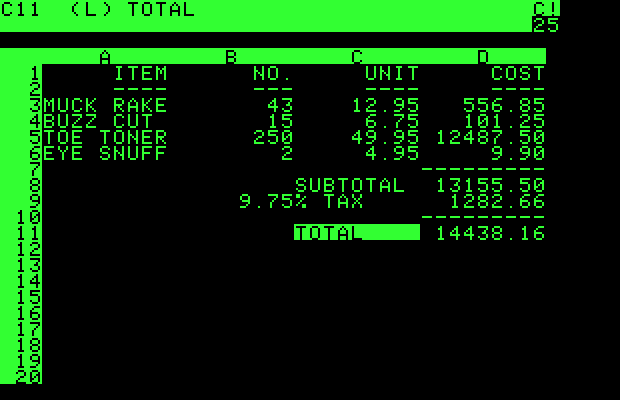 C11  (L) TOTAL C!
25
A B C D
1 ITEM NO. UNIT COST
2 ---- --- ---- ----
3 MUCK RAKE 43 12.95 556.85
4 BUZZ CUT 15 6.75 101.25
5 TOE TONER 250 49.95 12487.50
6 EYE SNUFF 2 4.95 9.90
7 ---------
8 SUBTOTAL 13155.50
9 9.75% TAX 1282.66
10 ---------
11 TOTAL 14438.16
12
13
14
15
16
17
18
19
20